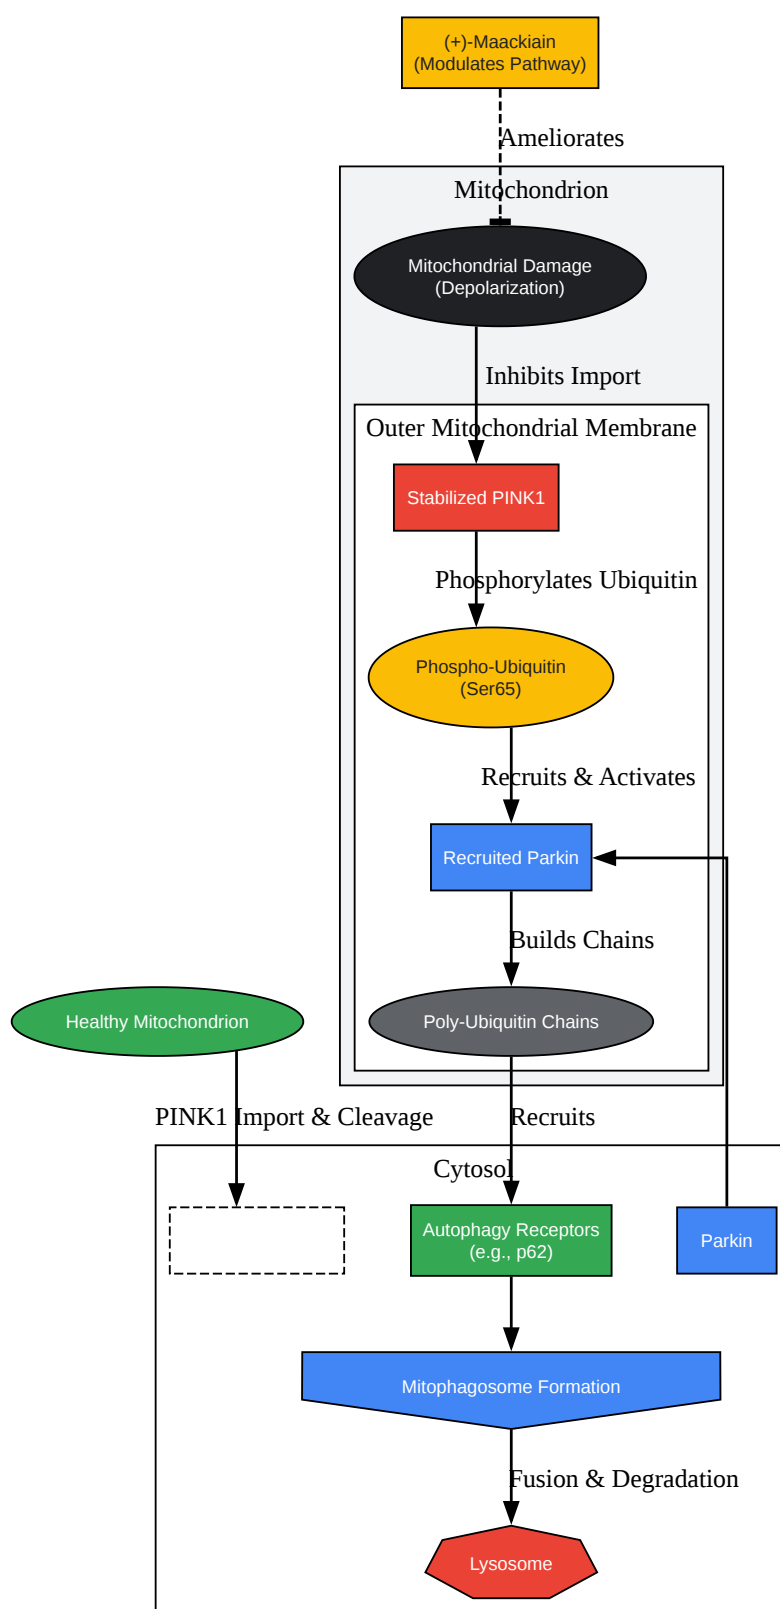 (+)-Maackiain
(Modulates Pathway)
Ameliorates
Mitochondrion
Mitochondrial Damage
(Depolarization)
Inhibits Import
Outer Mitochondrial Membrane
Stabilized PINK1
Phosphorylates Ubiquitin
Phospho-Ubiquitin
(Ser65)
Recruits & Activates
Recruited Parkin
Builds Chains
Healthy Mitochondrion
Poly-Ubiquitin Chains
PINK1 Import & Cleavage
Recruits
Cytosol
Autophagy Receptors
(e.g., p62)
Parkin
Mitophagosome Formation
Fusion & Degradation
Lysosome